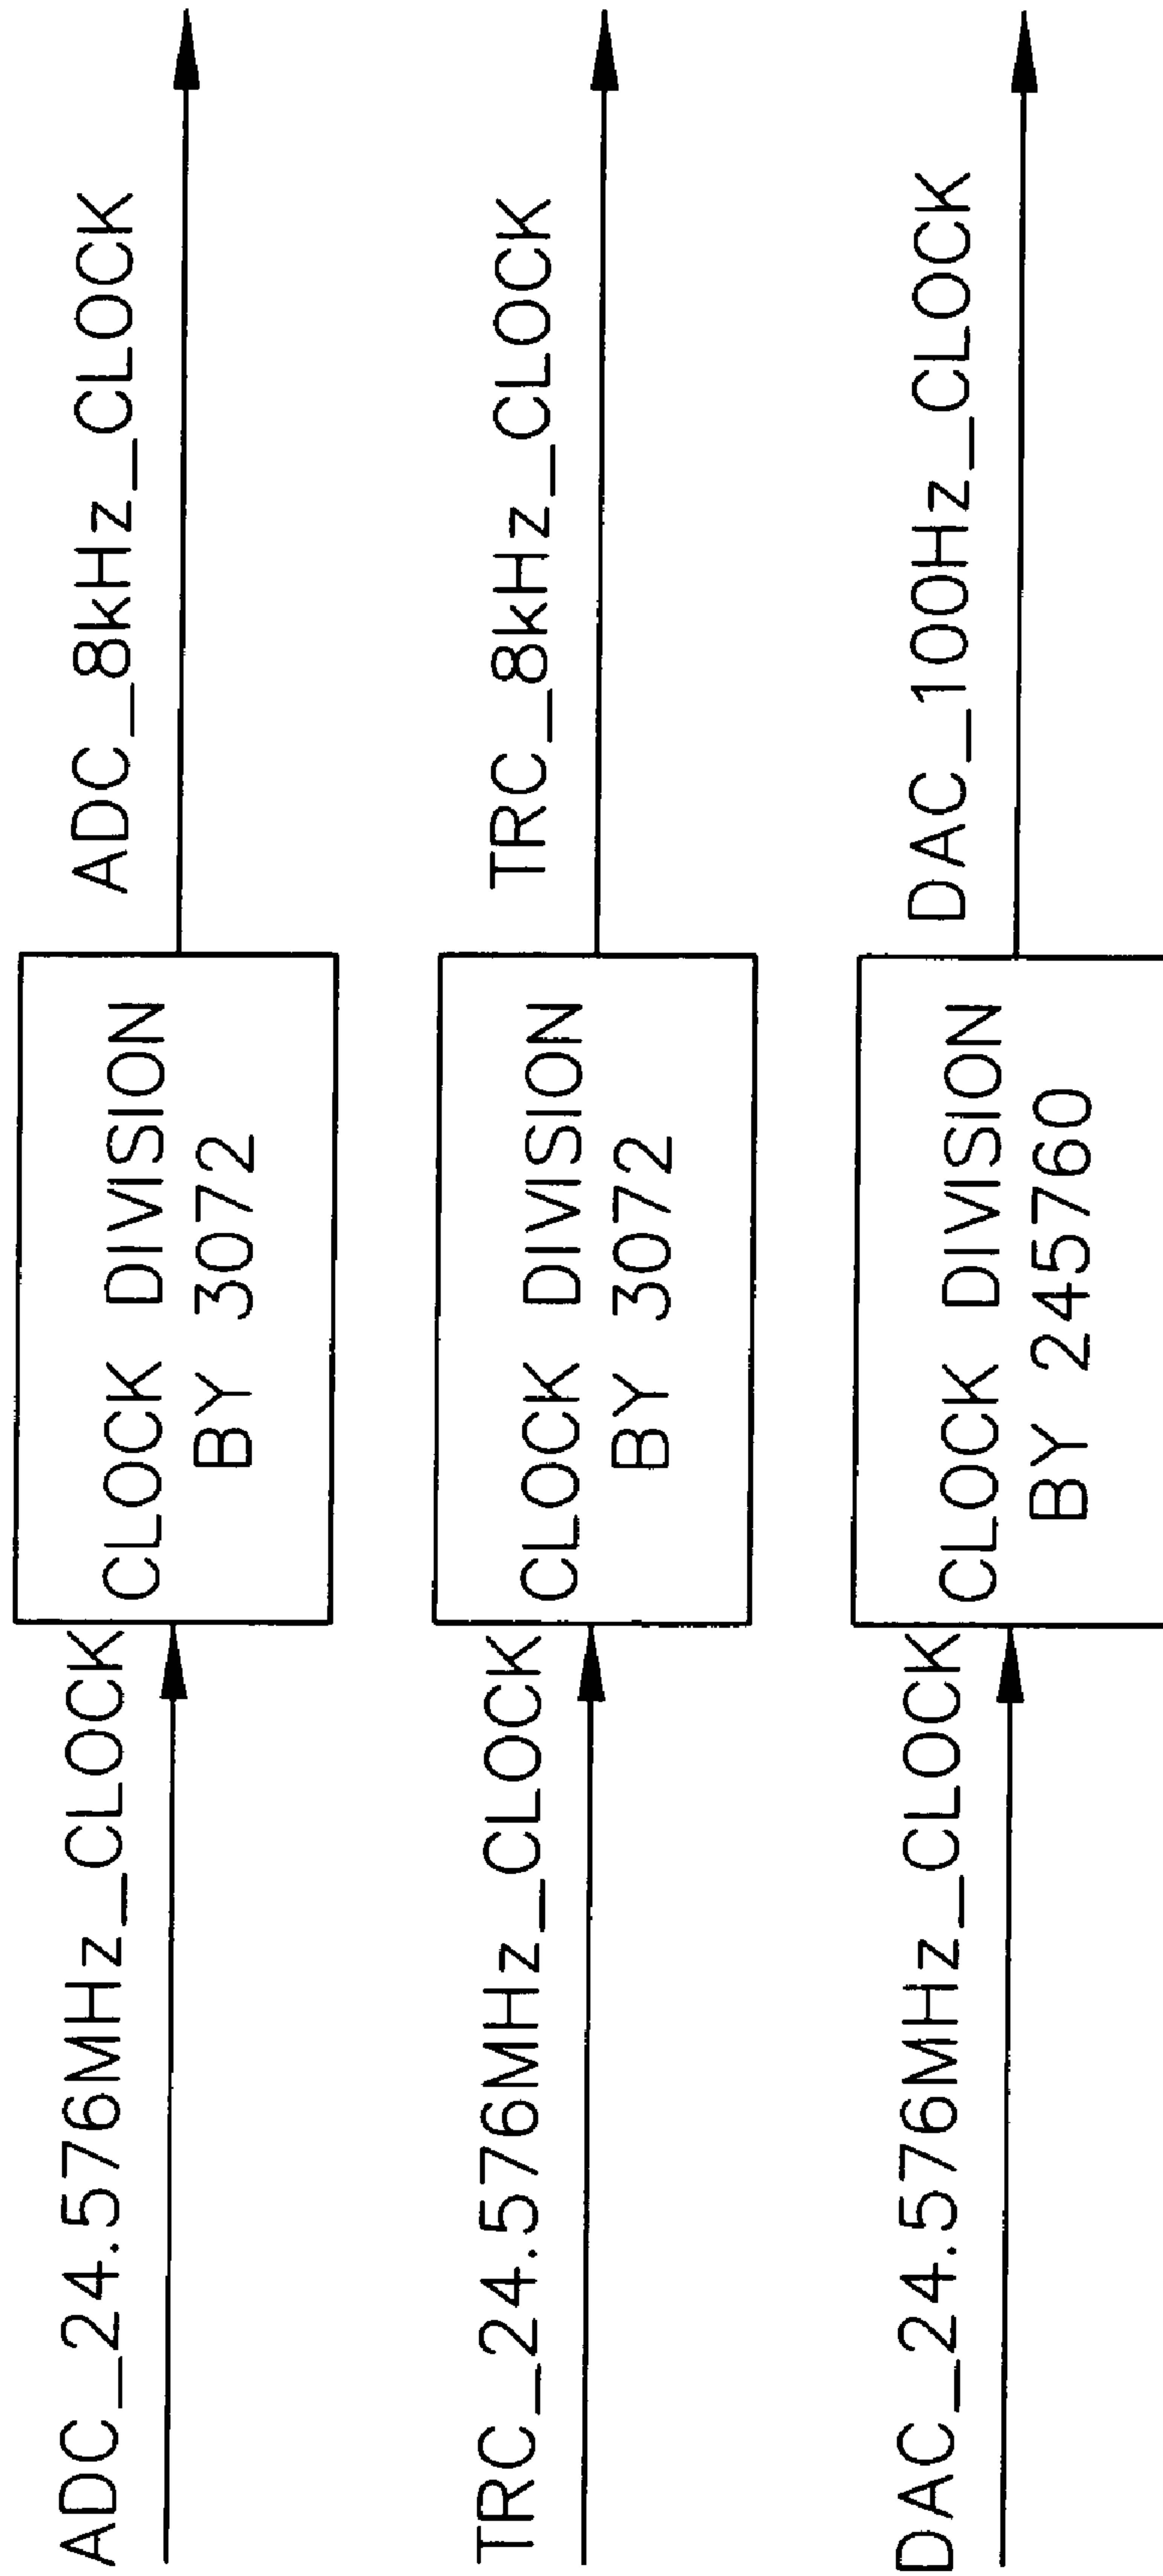 ADC_24.576MHz_CLOCK
CLOCK DIVISION
BY 3072
ADC_8kHz_CLOCK
TRC_24.576MHz_CLOCK
CLOCK DIVISION
BY 3072
TRC_8kHz_CLOCK
DAC_24.576MHz_CLOCK
CLOCK DIVISION
BY 245760
DAC_100Hz_CLOCK